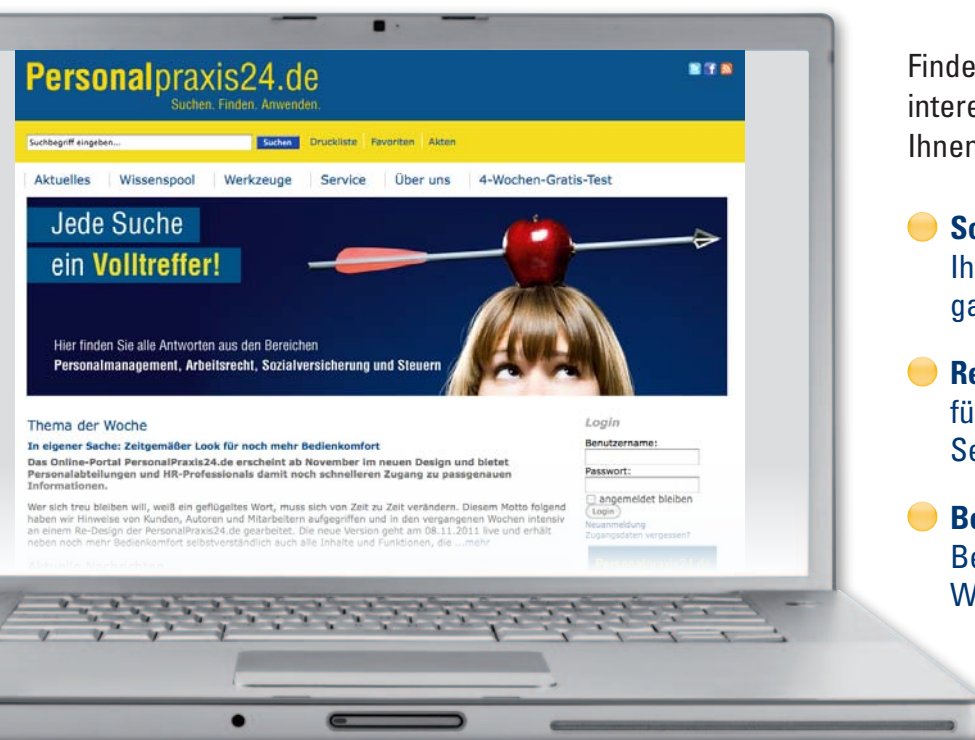 Personalpraxis24.de
Suchen. Finden. Anwenden.
Suchbegriff eingeben... Suchen Druckliste Favoriten Akten
Aktuelles Wissenspool Werkzeuge Service Über uns 4-Wochen-Gratis-Test
Jede Suche
ein Volltreffer!
Hier finden Sie alle Antworten aus den Bereichen
Personalmanagement, Arbeitsrecht, Sozialversicherung und Steuern
Thema der Woche
In eigener Sache: Zeitgemäßer Look für noch mehr Bedienkomfort
Das Online-Portal PersonalPraxis24.de erscheint ab November im neuen Design und bietet
Personalabteilungen und HR-Professionals damit noch schnelleren Zugang zu passgenauen
Informationen.
Wer sich treu bleiben will, weiß ein geflügeltes Wort, muss sich von Zeit zu Zeit verändern. Diesem Motto folgend
haben wir Hinweise von Kunden, Autoren und Mitarbeitern aufgegriffen und in den vergangenen Wochen intensiv
an einem Re-Design der PersonalPraxis24.de gearbeitet. Die neue Version geht am 08.11.2011 live und erhält
neben noch mehr Bedienkomfort selbstverständlich auch alle Inhalte und Funktionen, die ...mehr
Aktuelle Nachrichten
Login
Benutzername:
Passwort:
angemeldet bleiben
Login
Neuanmeldung
Zugangsdaten vergessen?
Finde
intere
Ihnen
Ih
ga
Re
fü
Se
Be
W